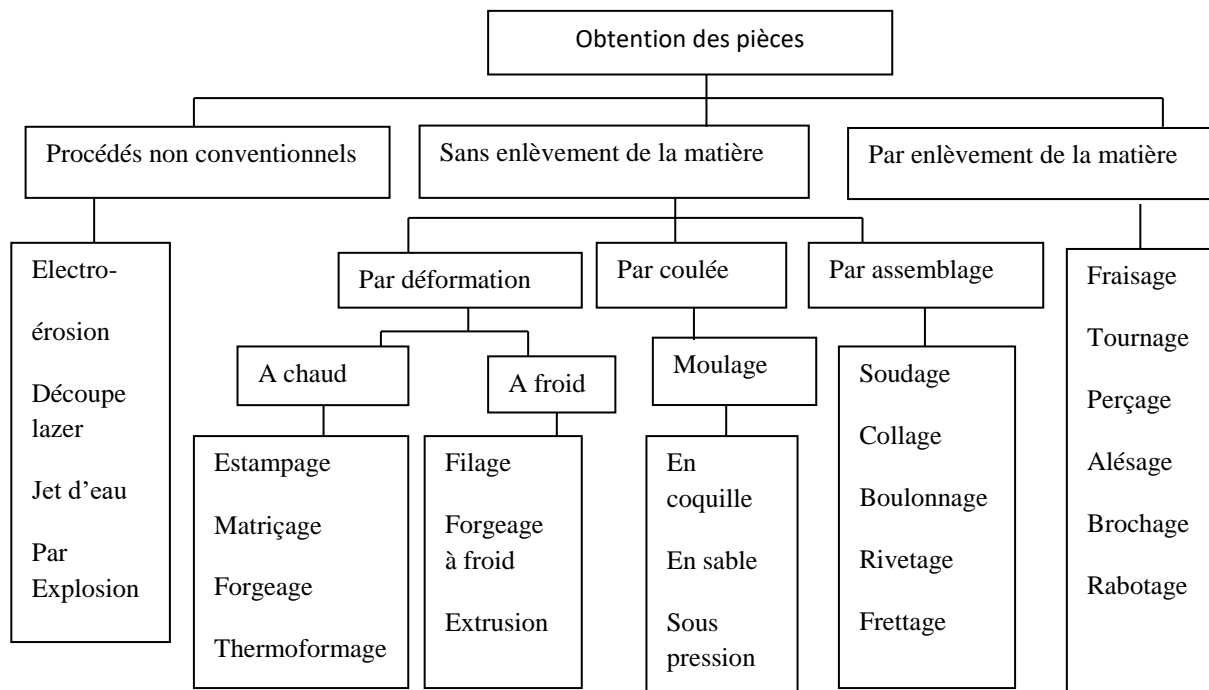 Obtention des pièces
Procédés non conventionnels
Sans enlèvement de la matière
Par enlèvement de la matière
Electro-
érosion
Découpe
lazer
Jet d’eau
Par
Explosion
Par déformation
Par coulée
Par assemblage
A chaud
A froid
Moulage
Estampage
Matriçage
Forgeage
Thermoformage
Filage
Forgeage
à froid
Extrusion
En
coquille
En sable
Sous
pression
Soudage
Collage
Boulonnage
Rivetage
Frettage
Fraisage
Tournage
Perçage
Alésage
Brochage
Rabotage